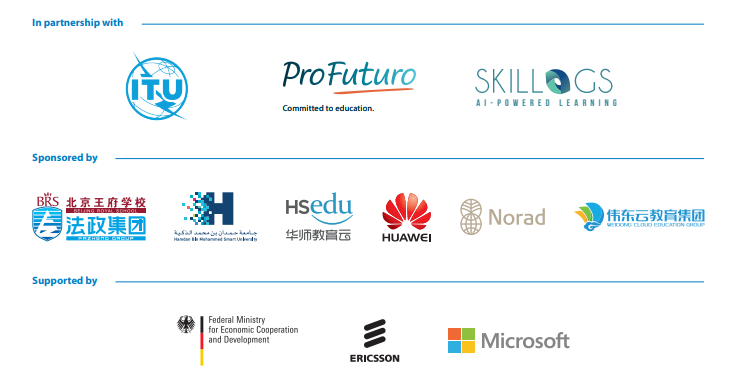 In partnership with
ITU
ProFuturo
Committed to education.
SKILLOGS
AI-POWERED LEARNING
Sponsored by
BRS 北京王府学校
BEIJING ROYAL SCHOOL
法政集团
FAZHENG GROUP
H
جامعة حمدان بن محمد الذكية
Hamdan Bin Mohammed Smart University
HSedu
华师教育云
HUAWEI
Norad
伟东云教育集团
WEIDONG CLOUD EDUCATION GROUP
Supported by
Federal Ministry
for Economic Cooperation
and Development
ERICSSON
Microsoft